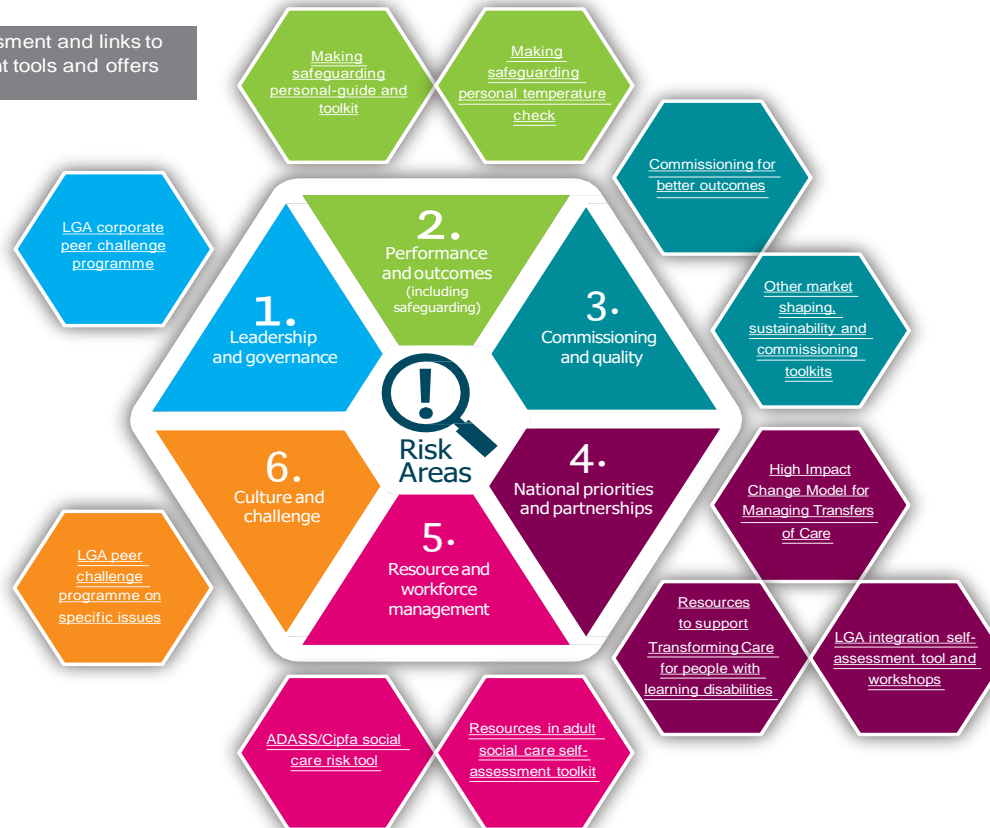 sment and links to
t tools and offers
Making
safeguarding
personal-guide and
toolkit
Making
safeguarding
personal temperature
check
Commissioning for
better outcomes
LGA corporate
peer challenge
programme
2.
Performance
and outcomes
(including
safeguarding)
1.
Leadership
and governance
3.
Commissioning
and quality
Other market
shaping,
sustainability and
commissioning
toolkits
!
Risk
Areas
6.
Culture and
challenge
4.
National priorities
and partnerships
High Impact
Change Model for
Managing Transfers
of Care
5.
Resource and
workforce
management
LGA peer
challenge
programme on
specific issues
Resources
to support
Transforming Care
for people with
learning disabilities
LGA integration self-
assessment tool and
workshops
ADASS/Cipfa social
care risk tool
Resources in adult
social care self-
assessment toolkit